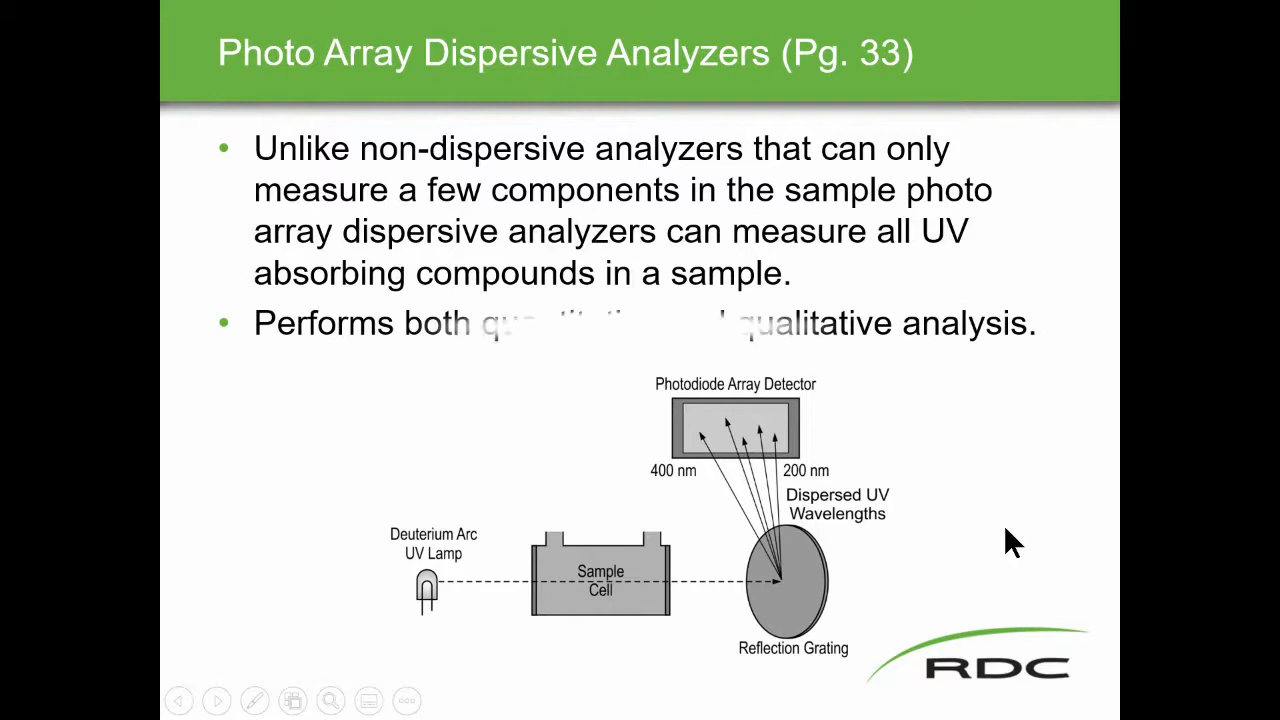 Photo Array Dispersive Analyzers (Pg. 33)
• Unlike non-dispersive analyzers that can only
measure a few components in the sample photo
array dispersive analyzers can measure all UV
absorbing compounds in a sample.
• Performs both qualitative analysis.
Photodiode Array Detector
400 nm
200 nm
Dispersed UV
Wavelengths
Deuterium Arc
UV Lamp
Sample
Cell
Reflection Grating
RDC